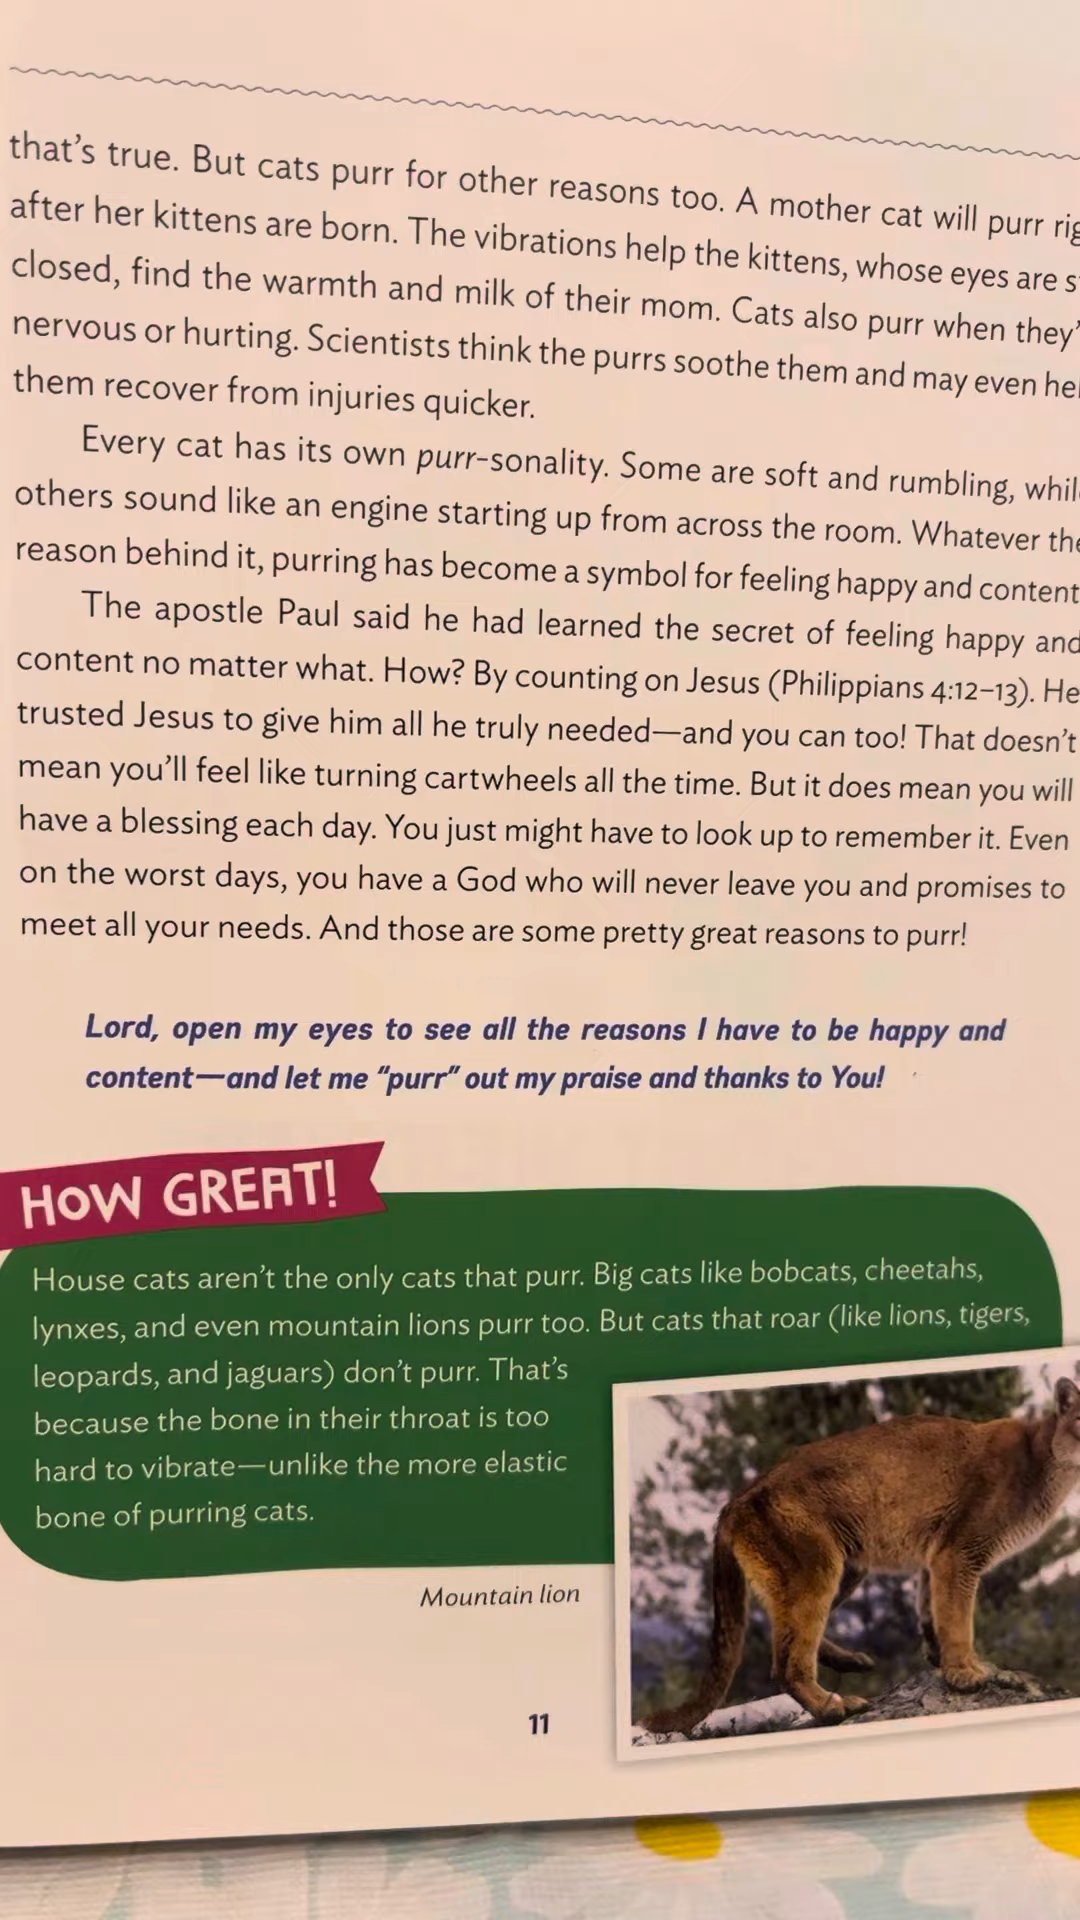 that's true. But cats purr for other reasons too. A mother cat will purr
after her kittens are born. The vibrations help the kittens, whose eyes are
closed, find the warmth and milk of their mom. Cats also purr when
nervous or hurting. Scientists think the purrs soothe them and may even
them recover from injuries quicker.
Every cat has its own purr-sonality. Some are soft and rumbling,
others sound like an engine starting up from across the room. Whatever
reason behind it, purring has become a symbol for feeling happy and content
The apostle Paul said he had learned the secret of feeling happy and
content no matter what. How? By counting on Jesus (Philippians 4:12–13). He
trusted Jesus to give him all he truly needed—and you can too! That doesn't
mean you'll feel like turning cartwheels all the time. But it does mean you will
have a blessing each day. You just might have to look up to remember it. Even
on the worst days, you have a God who will never leave you and promises to
meet all your needs. And those are some pretty great reasons to purr!
Lord, open my eyes to see all the reasons I have to be happy and
content—and let me "purr" out my praise and thanks to You!
HOW GREAT!
House cats aren't the only cats that purr. Big cats like bobcats, cheetahs,
lynxes, and even mountain lions purr too. But cats that roar (like lions, tigers,
leopards, and jaguars) don't purr. That's
because the bone in their throat is too
hard to vibrate—unlike the more elastic
bone of purring cats.
Mountain lion
11